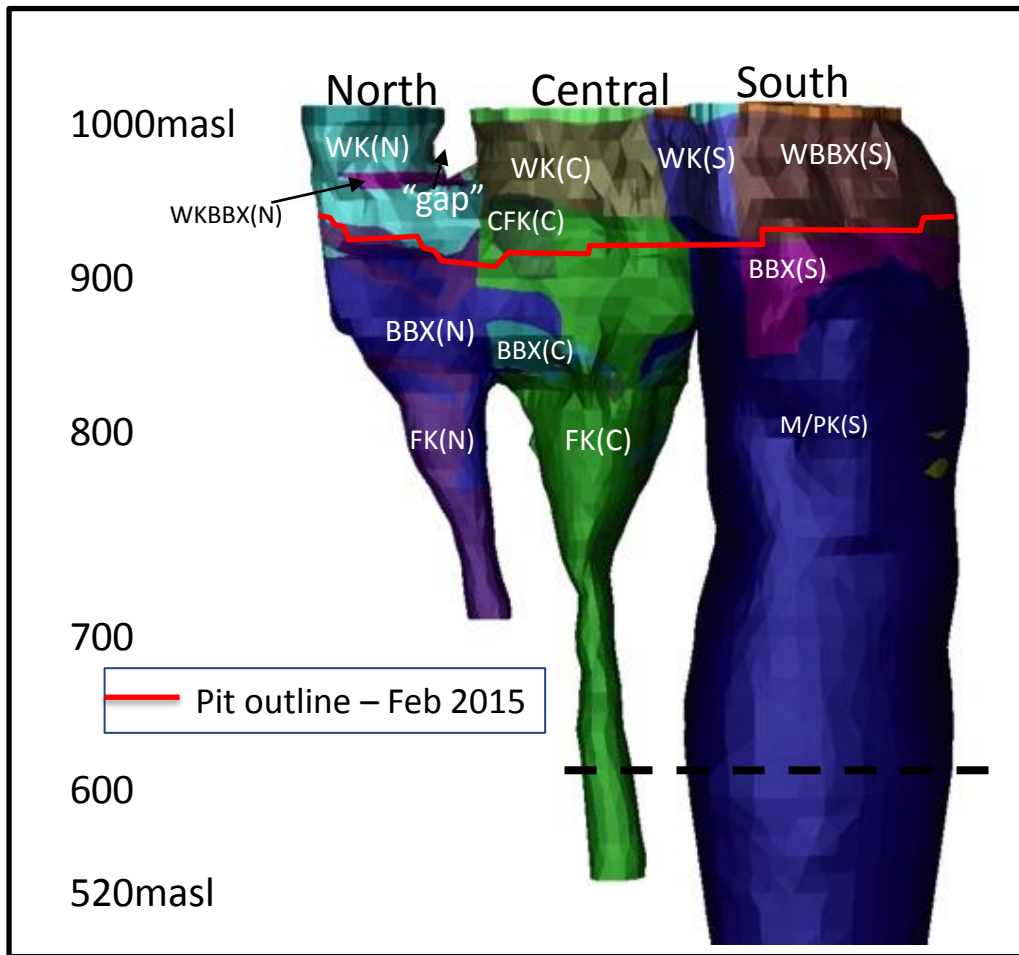 North Central South
1000masl
WK(N)
WK(C)
WK(S)
WBBX(S)
WKBBX(N)
“gap”
CFK(C)
900
BBX(S)
BBX(N)
BBX(C)
800
FK(N)
FK(C)
M/PK(S)
700
Pit outline – Feb 2015
600
520masl